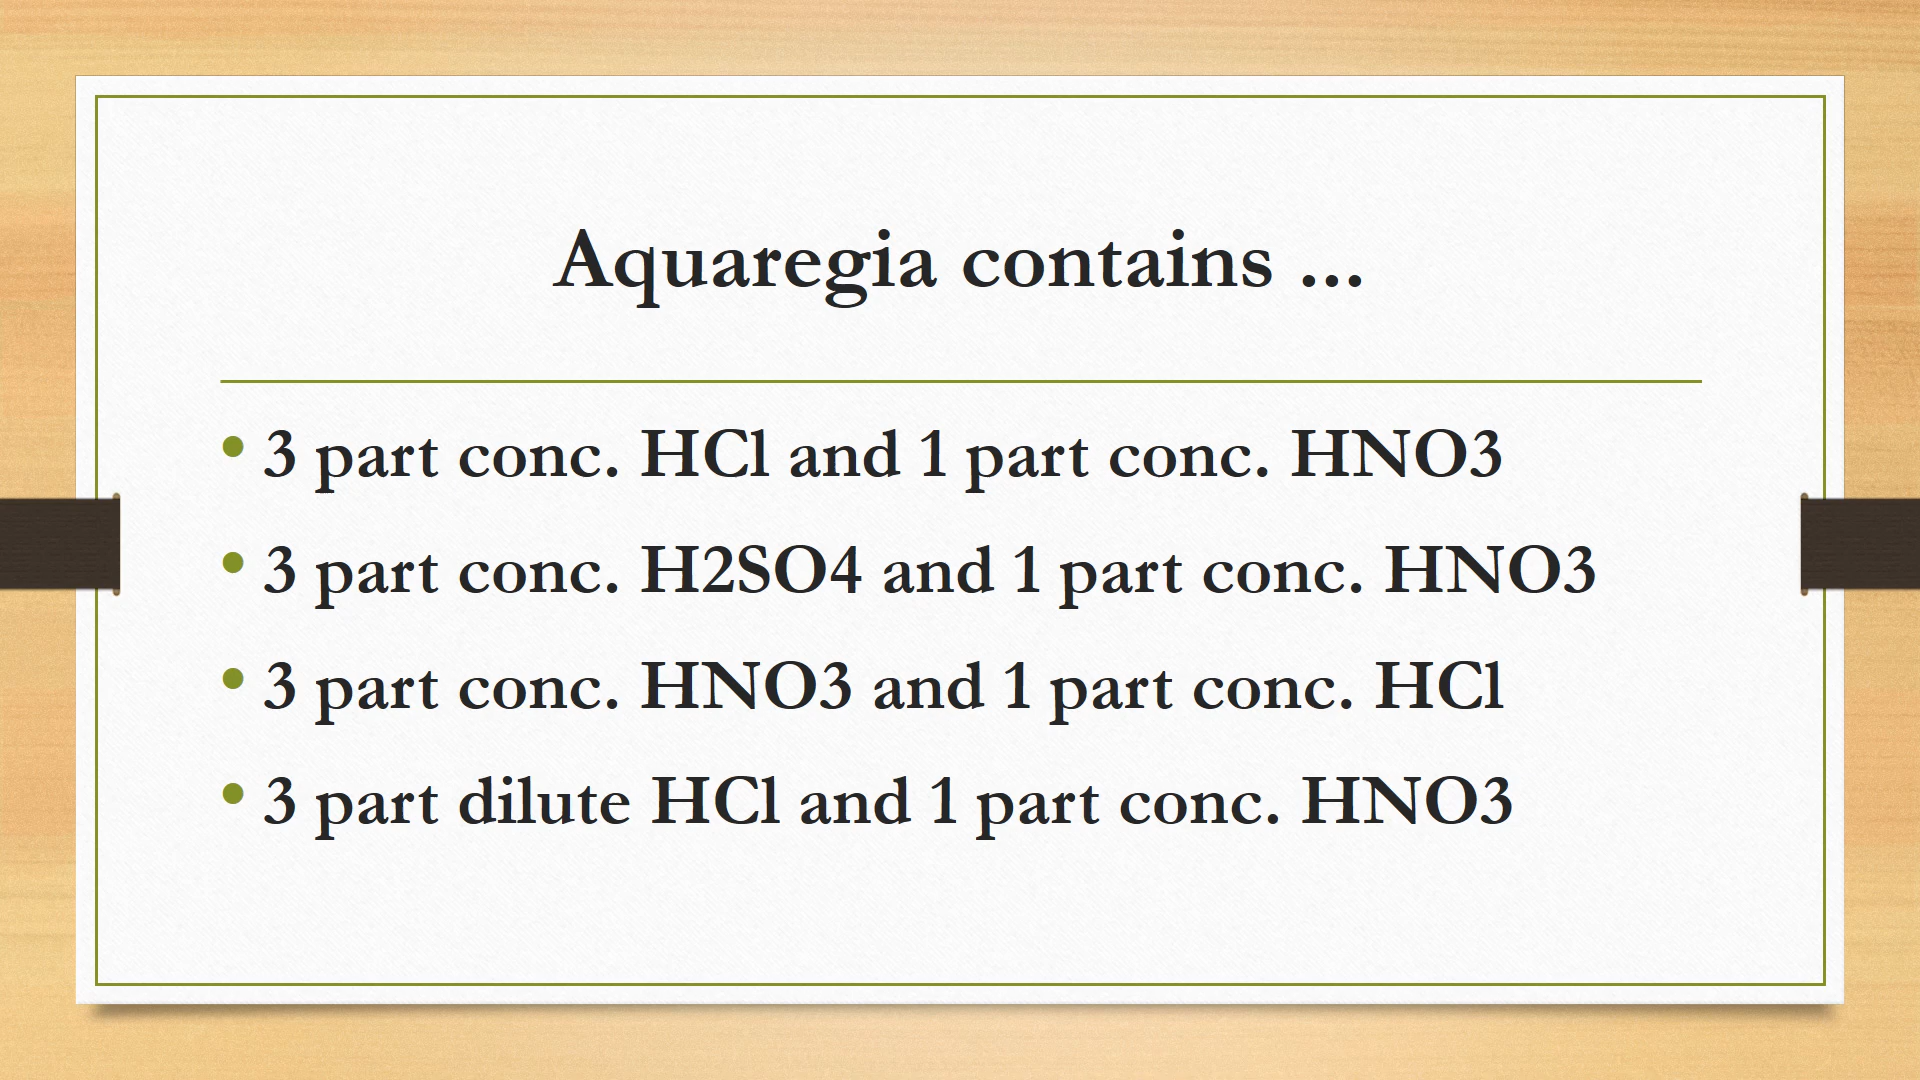 Aquaregia contains ...
• 3 part conc. HCl and 1 part conc. HNO3
• 3 part conc. H2SO4 and 1 part conc. HNO3
• 3 part conc. HNO3 and 1 part conc. HCl
• 3 part dilute HCl and 1 part conc. HNO3